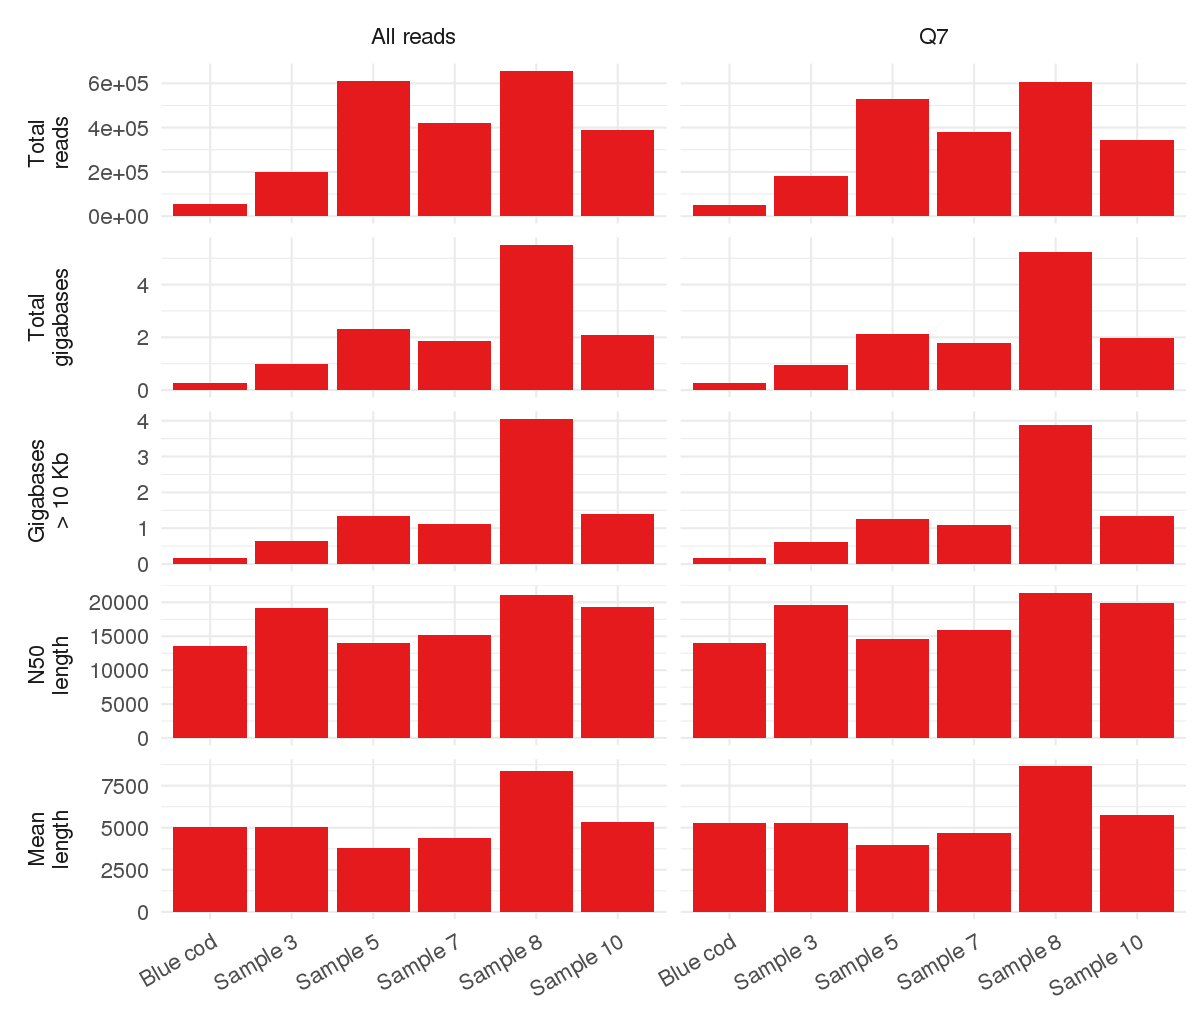 All reads
Q7
Total
reads
6e+05
4e+05
2e+05
0e+00
Total
gigabases
4
2
0
Gigabases
> 10 Kb
4
3
2
1
0
N50
length
20000
15000
10000
5000
0
Mean
length
7500
5000
2500
0
Blue cod
Sample 3
Sample 5
Sample 7
Sample 8
Sample 10
Blue cod
Sample 3
Sample 5
Sample 7
Sample 8
Sample 10